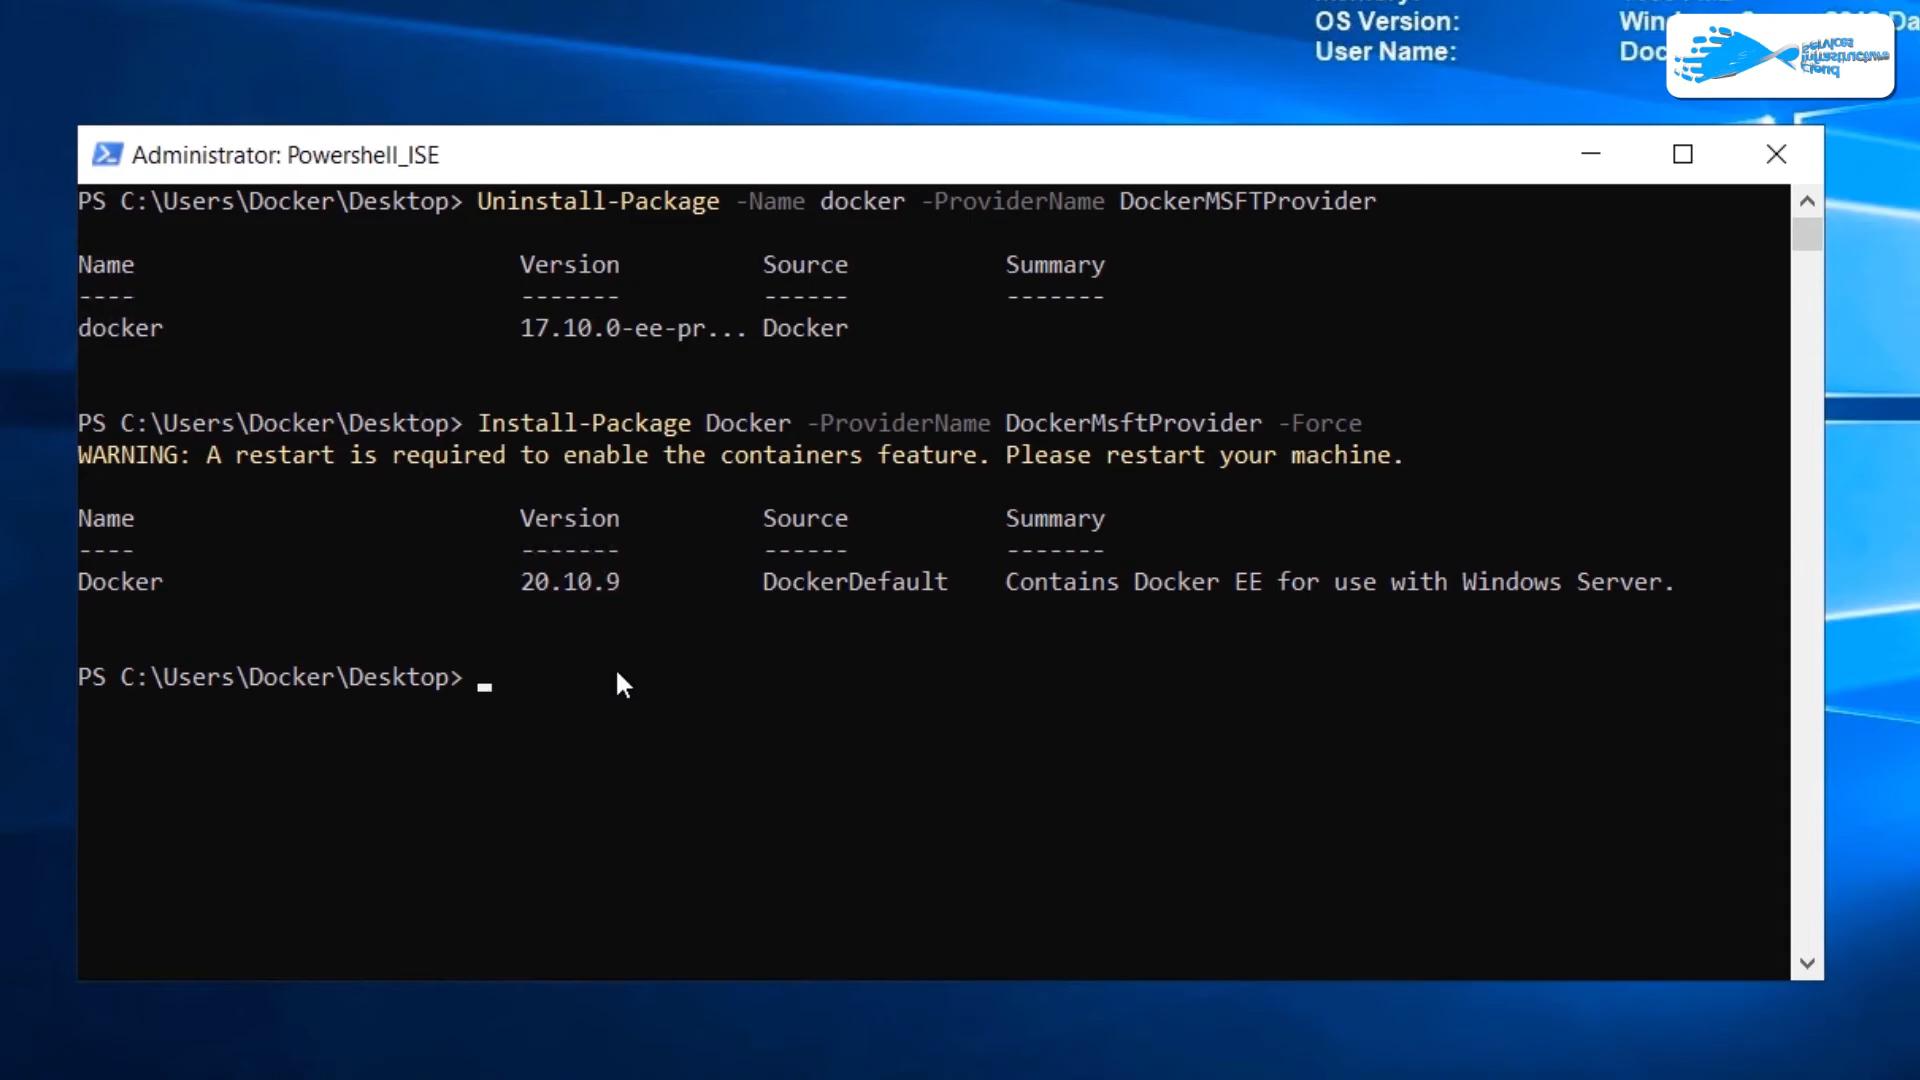 OS Version:
User Name:
Services
Infrastructure
Cloud
Administrator: Powershell_ISE
PS C:\Users\Docker\Desktop> Uninstall-Package -Name docker -ProviderName DockerMSFTProvider
Name Version Source Summary
---- ------- ------ -------
docker 17.10.0-ee-pr... Docker
PS C:\Users\Docker\Desktop> Install-Package Docker -ProviderName DockerMsftProvider -Force
WARNING: A restart is required to enable the containers feature. Please restart your machine.
Name Version Source Summary
---- ------- ------ -------
Docker 20.10.9 DockerDefault Contains Docker EE for use with Windows Server.
PS C:\Users\Docker\Desktop>